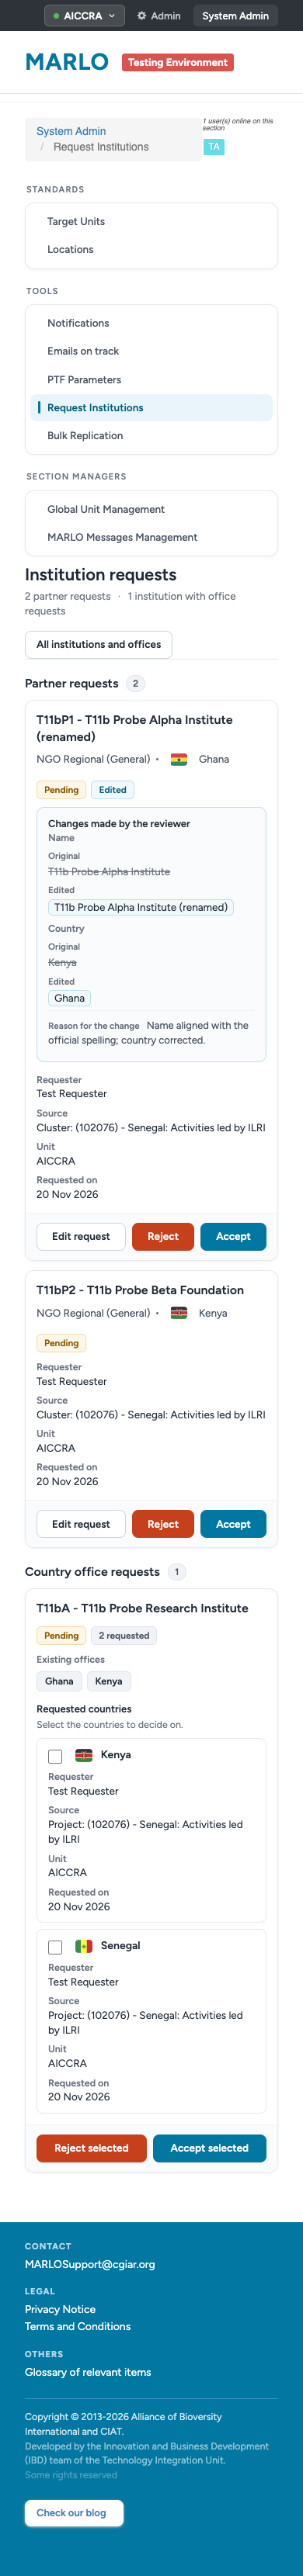 AICCRA
Admin
System Admin
MARLO
Testing Environment
System Admin
/ Request Institutions
1 user(s) online on this
section
TA
STANDARDS
Target Units
Locations
TOOLS
Notifications
Emails on track
PTF Parameters
Request Institutions
Bulk Replication
SECTION MANAGERS
Global Unit Management
MARLO Messages Management
Institution requests
2 partner requests · 1 institution with office
requests
All institutions and offices
Partner requests 2
T11bP1 - T11b Probe Alpha Institute
(renamed)
NGO Regional (General) • Ghana
Pending Edited
Changes made by the reviewer
Name
Original
T11b Probe Alpha Institute
Edited
T11b Probe Alpha Institute (renamed)
Country
Original
Kenya
Edited
Ghana
Reason for the change Name aligned with the
official spelling; country corrected.
Requester
Test Requester
Source
Cluster: (102076) - Senegal: Activities led by ILRI
Unit
AICCRA
Requested on
20 Nov 2026
Edit request Reject Accept
T11bP2 - T11b Probe Beta Foundation
NGO Regional (General) • Kenya
Pending
Requester
Test Requester
Source
Cluster: (102076) - Senegal: Activities led by ILRI
Unit
AICCRA
Requested on
20 Nov 2026
Edit request Reject Accept
Country office requests 1
T11bA - T11b Probe Research Institute
Pending 2 requested
Existing offices
Ghana Kenya
Requested countries
Select the countries to decide on.
Kenya
Requester
Test Requester
Source
Project: (102076) - Senegal: Activities led
by ILRI
Unit
AICCRA
Requested on
20 Nov 2026
Senegal
Requester
Test Requester
Source
Project: (102076) - Senegal: Activities led
by ILRI
Unit
AICCRA
Requested on
20 Nov 2026
Reject selected Accept selected
CONTACT
MARLOSupport@cgiar.org
LEGAL
Privacy Notice
Terms and Conditions
OTHERS
Glossary of relevant items
Copyright © 2013-2026 Alliance of Bioversity
International and CIAT.
Developed by the Innovation and Business Development
(IBD) team of the Technology Integration Unit.
Some rights reserved
Check our blog